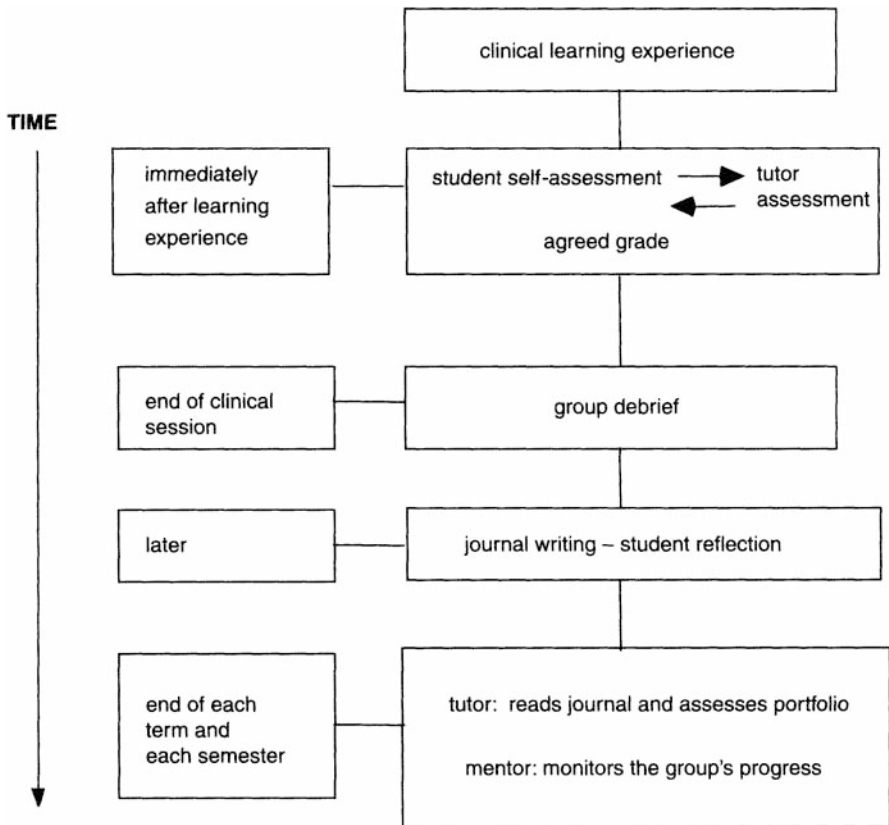 clinical learning experience
TIME
immediately
after learning
experience
student self-assessment
tutor
assessment
agreed grade
end of clinical
session
group debrief
later
journal writing – student reflection
end of each
term and
each semester
tutor: reads journal and assesses portfolio
mentor: monitors the group's progress